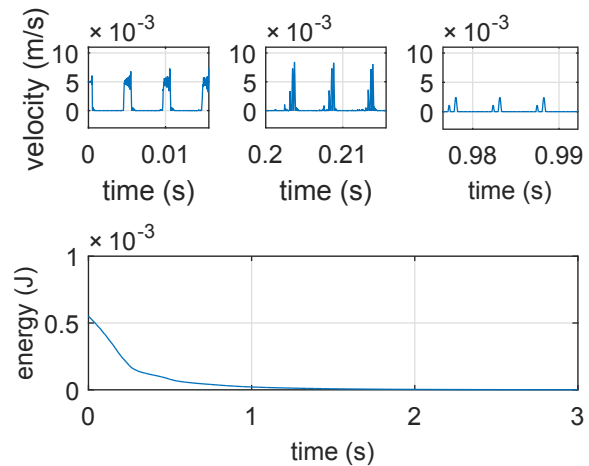 × 10⁻³ × 10⁻³ × 10⁻³
velocity (m/s)
10
5
0
10
5
0
10
5
0
0 0.01 0.2 0.21 0.98 0.99
time (s) time (s) time (s)
× 10⁻³
energy (J)
1
0.5
0
0 1 2 3
time (s)